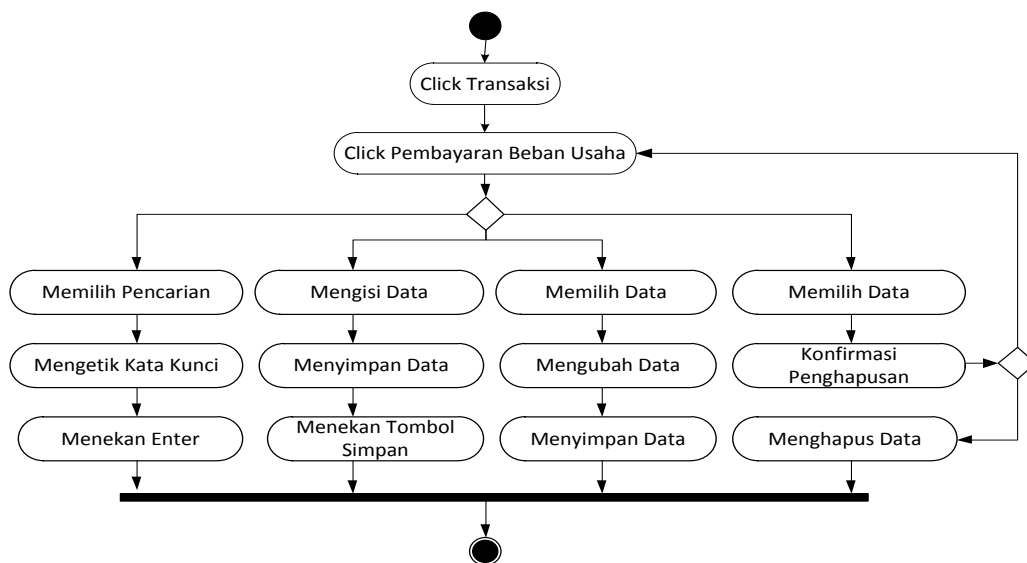 Click Transaksi
Click Pembayaran Beban Usaha
Memilih Pencarian
Mengisi Data
Memilih Data
Memilih Data
Mengetik Kata Kunci
Menyimpan Data
Mengubah Data
Konfirmasi
Penghapusan
Menekan Enter
Menekan Tombol
Simpan
Menyimpan Data
Menghapus Data